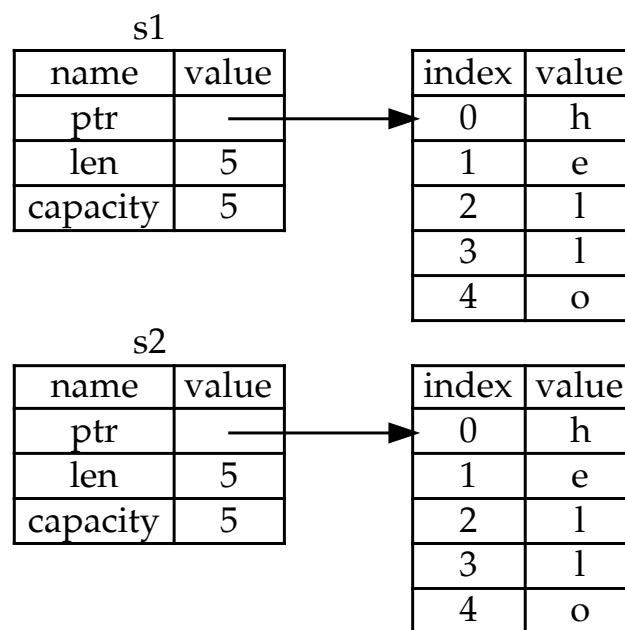 s1
name value
ptr
len 5
capacity 5
index value
0 h
1 e
2 l
3 l
4 o
s2
name value
ptr
len 5
capacity 5
index value
0 h
1 e
2 l
3 l
4 o